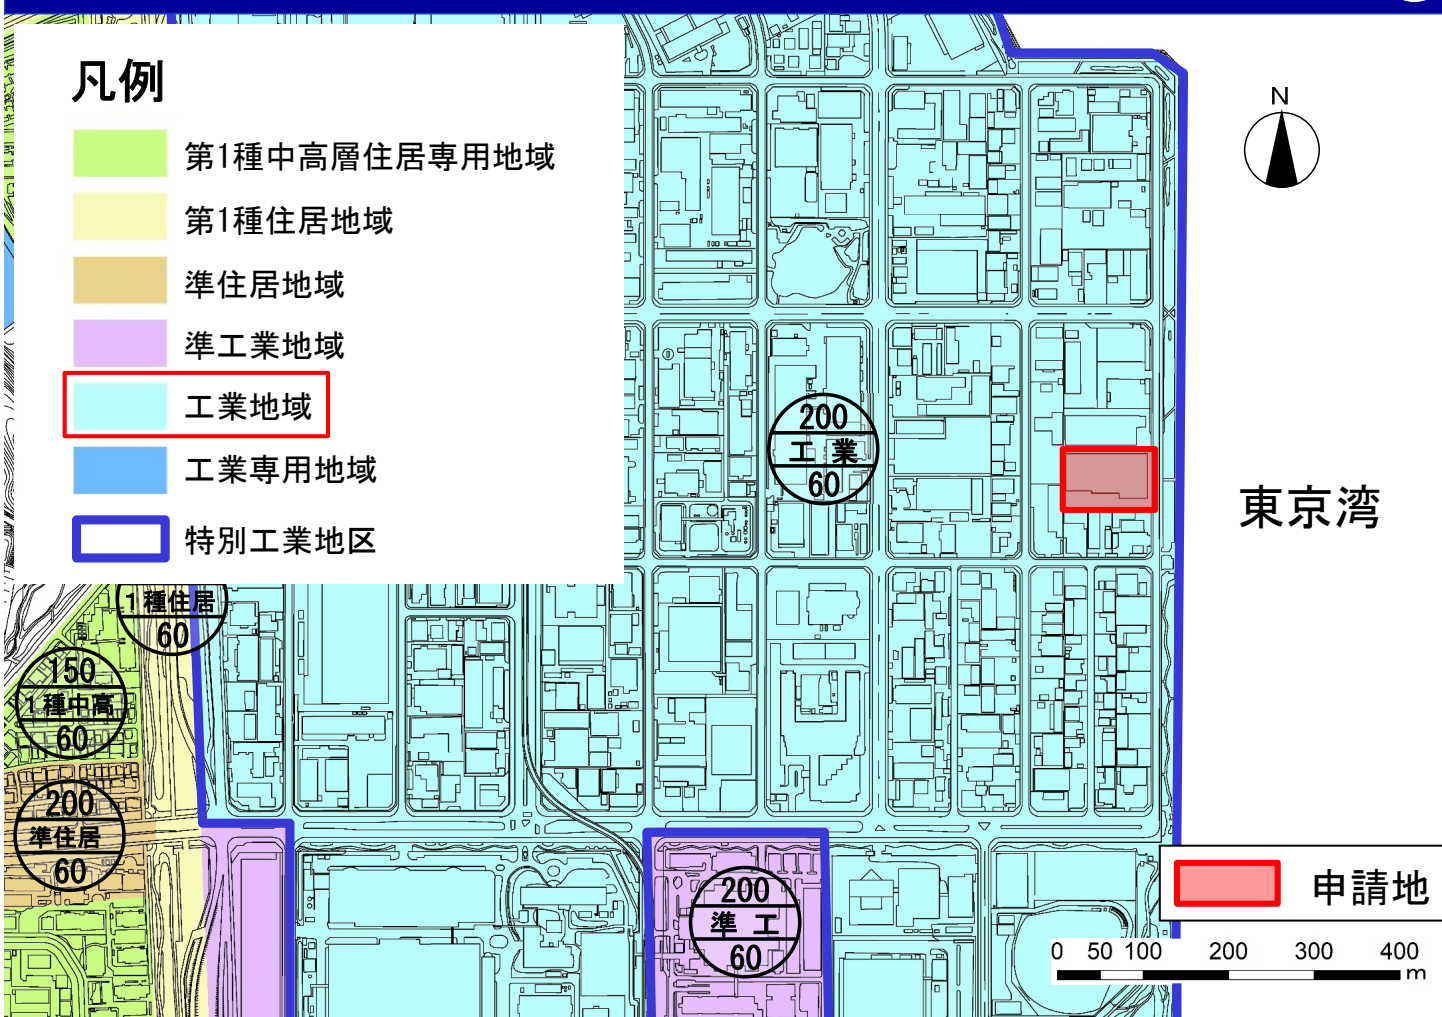 凡例
第1種中高層住居専用地域
第1種住居地域
準住居地域
準工業地域
工業地域
工業専用地域
特別工業地区
N
200
工業
60
東京湾
1種住居
60
150
1種中高
60
200
準住居
60
200
準工
60
申請地
0 50 100 200 300 400
m